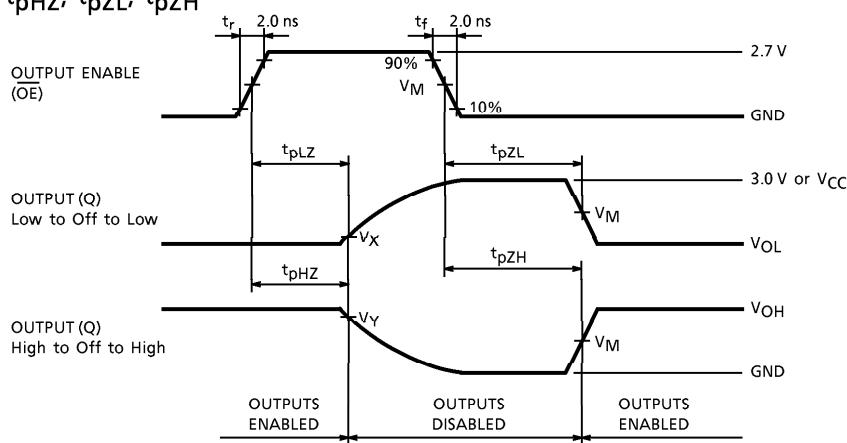 tpHZ, tpZL, tpZH
tr 2.0 ns
tf 2.0 ns
2.7 V
OUTPUT ENABLE
(OE)
90%
VM
10%
GND
tpLZ
tpZL
3.0 V or VCC
OUTPUT (Q)
Low to Off to Low
VX
VM
VOL
tpHZ
tpZH
VOH
OUTPUT (Q)
High to Off to High
VY
VM
GND
OUTPUTS
ENABLED
OUTPUTS
DISABLED
OUTPUTS
ENABLED